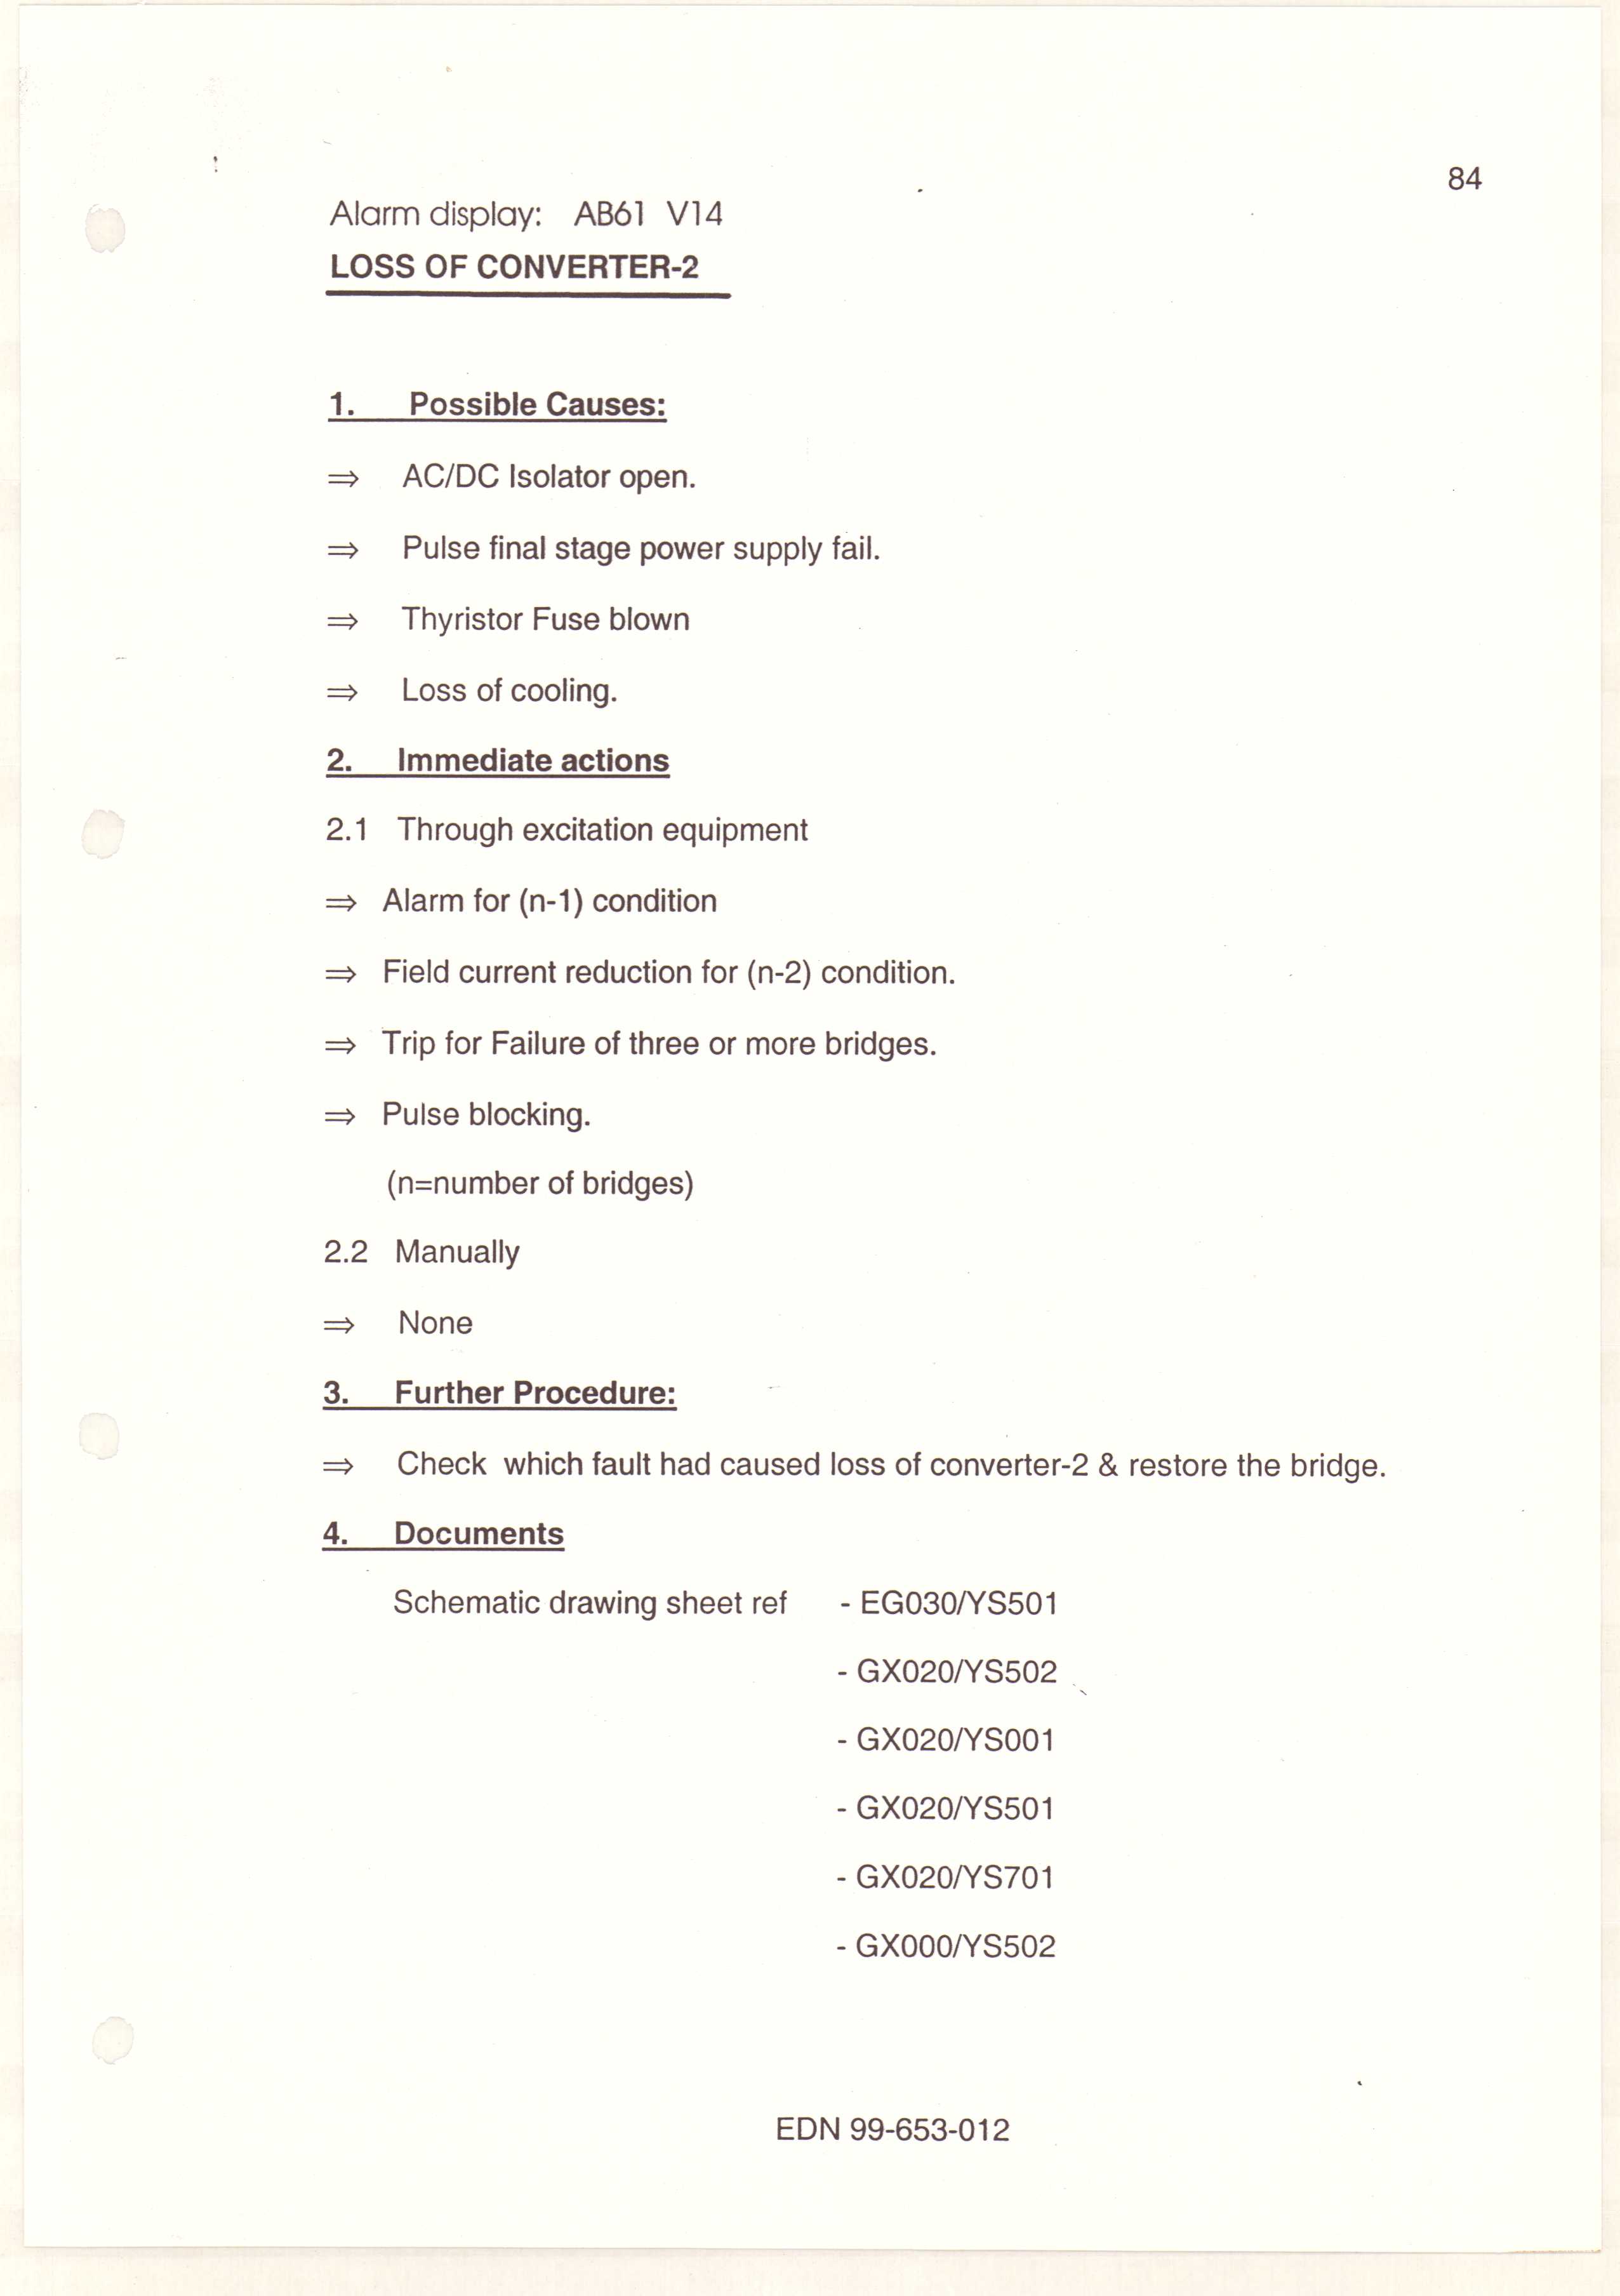 84
Alarm display: AB61 V14
LOSS OF CONVERTER-2
1. Possible Causes:
⇒ AC/DC Isolator open.
⇒ Pulse final stage power supply fail.
⇒ Thyristor Fuse blown
⇒ Loss of cooling.
2. Immediate actions
2.1 Through excitation equipment
⇒ Alarm for (n-1) condition
⇒ Field current reduction for (n-2) condition.
⇒ Trip for Failure of three or more bridges.
⇒ Pulse blocking.
(n=number of bridges)
2.2 Manually
⇒ None
3. Further Procedure:
⇒ Check which fault had caused loss of converter-2 & restore the bridge.
4. Documents
Schematic drawing sheet ref - EG030/YS501
- GX020/YS502
- GX020/YS001
- GX020/YS501
- GX020/YS701
- GX000/YS502
EDN 99-653-012